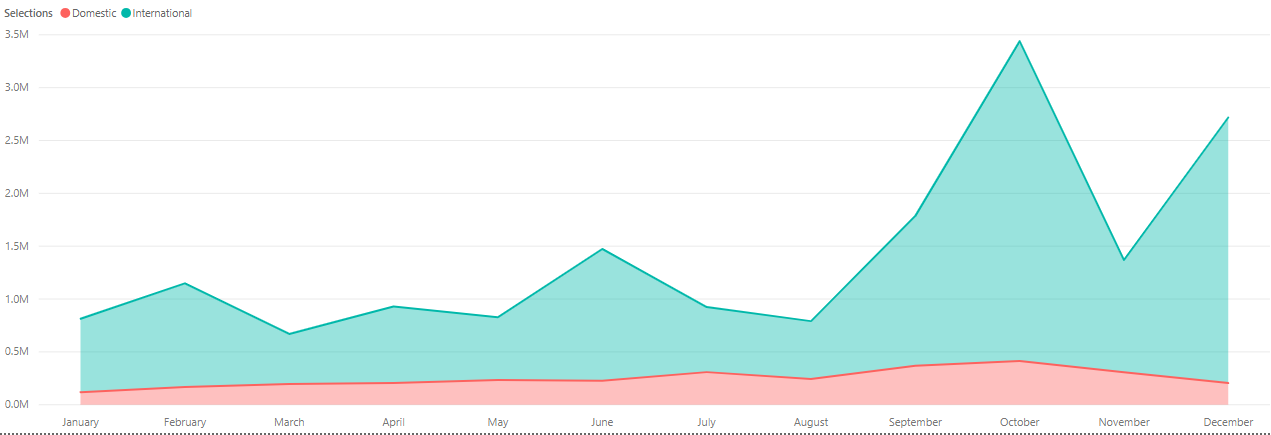 Selections Domestic International
3.5M
3.0M
2.5M
2.0M
1.5M
1.0M
0.5M
0.0M
January February March April May June July August September October November December